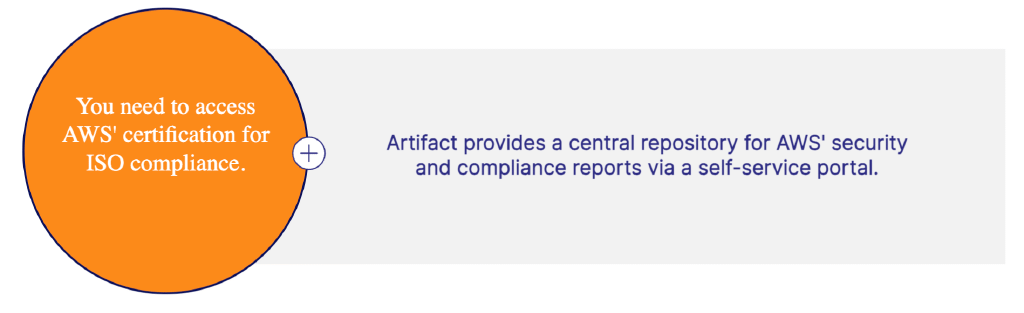 You need to access
AWS' certification for
ISO compliance.
Artifact provides a central repository for AWS' security
and compliance reports via a self-service portal.